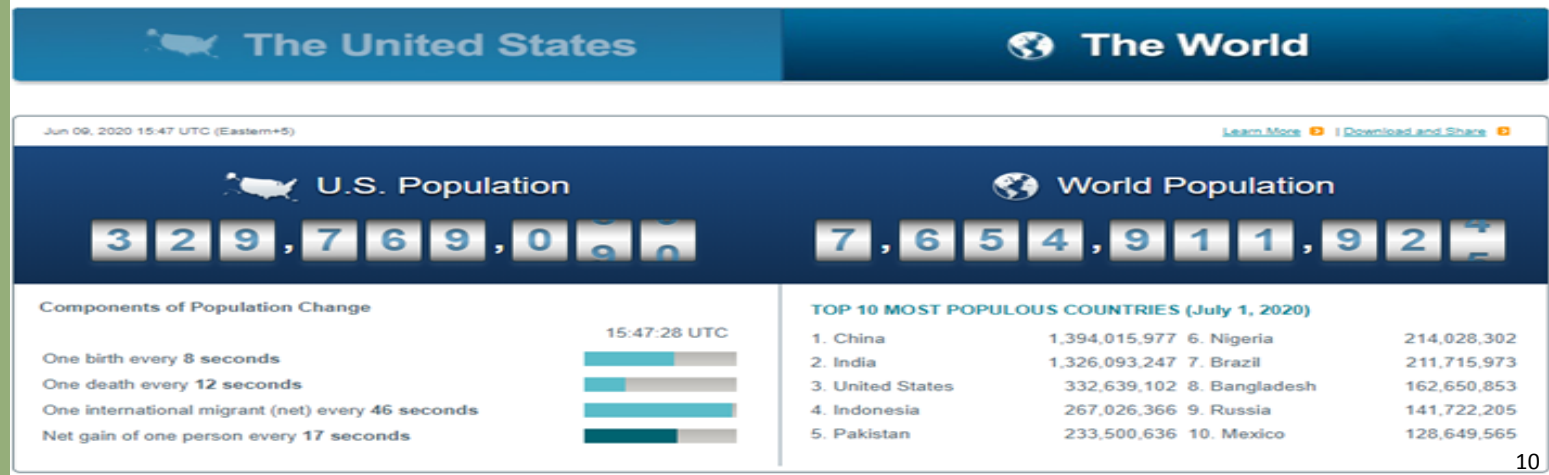 The United States
The World
Jun 09, 2020 15:47 UTC (Eastern+5)
Learn More | Download and Share
U.S. Population
329,769,0
World Population
7,654,911,92
Components of Population Change
15:47:28 UTC
One birth every 8 seconds
One death every 12 seconds
One international migrant (net) every 46 seconds
Net gain of one person every 17 seconds
TOP 10 MOST POPULOUS COUNTRIES (July 1, 2020)
1. China 1,394,015,977 6. Nigeria 214,028,302
2. India 1,326,093,247 7. Brazil 211,715,973
3. United States 332,639,102 8. Bangladesh 162,650,853
4. Indonesia 267,026,366 9. Russia 141,722,205
5. Pakistan 233,500,636 10. Mexico 128,649,565
10